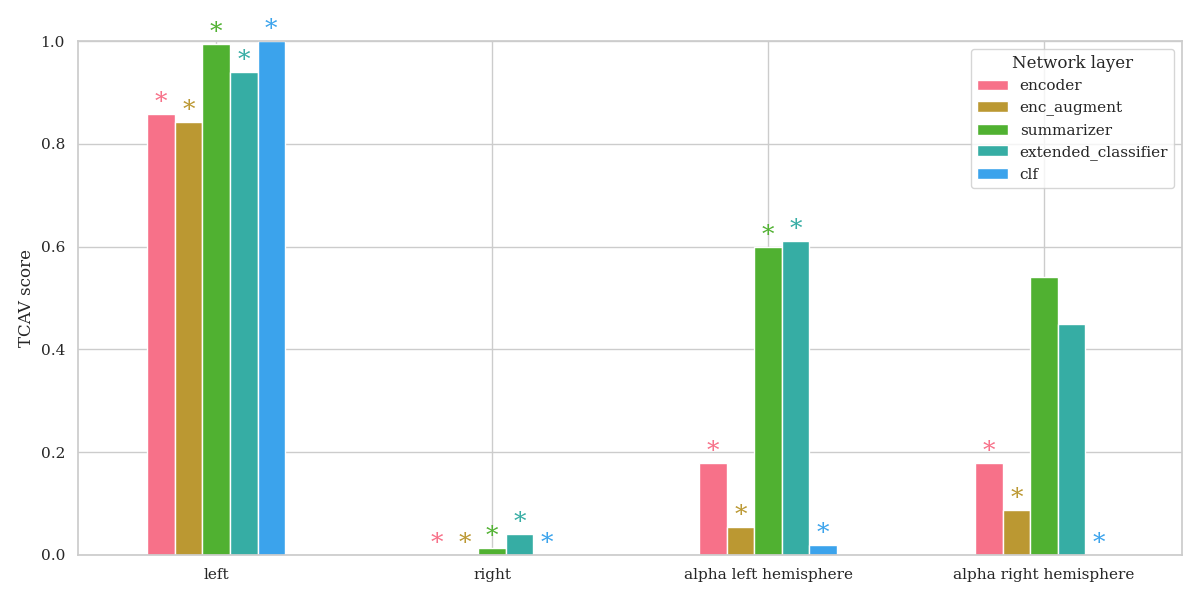 TCAV score
1.0
0.8
0.6
0.4
0.2
0.0
* * * * *
* * * * *
* * * * *
* * *
left
right
alpha left hemisphere
alpha right hemisphere
Network layer
encoder
enc_augment
summarizer
extended_classifier
clf